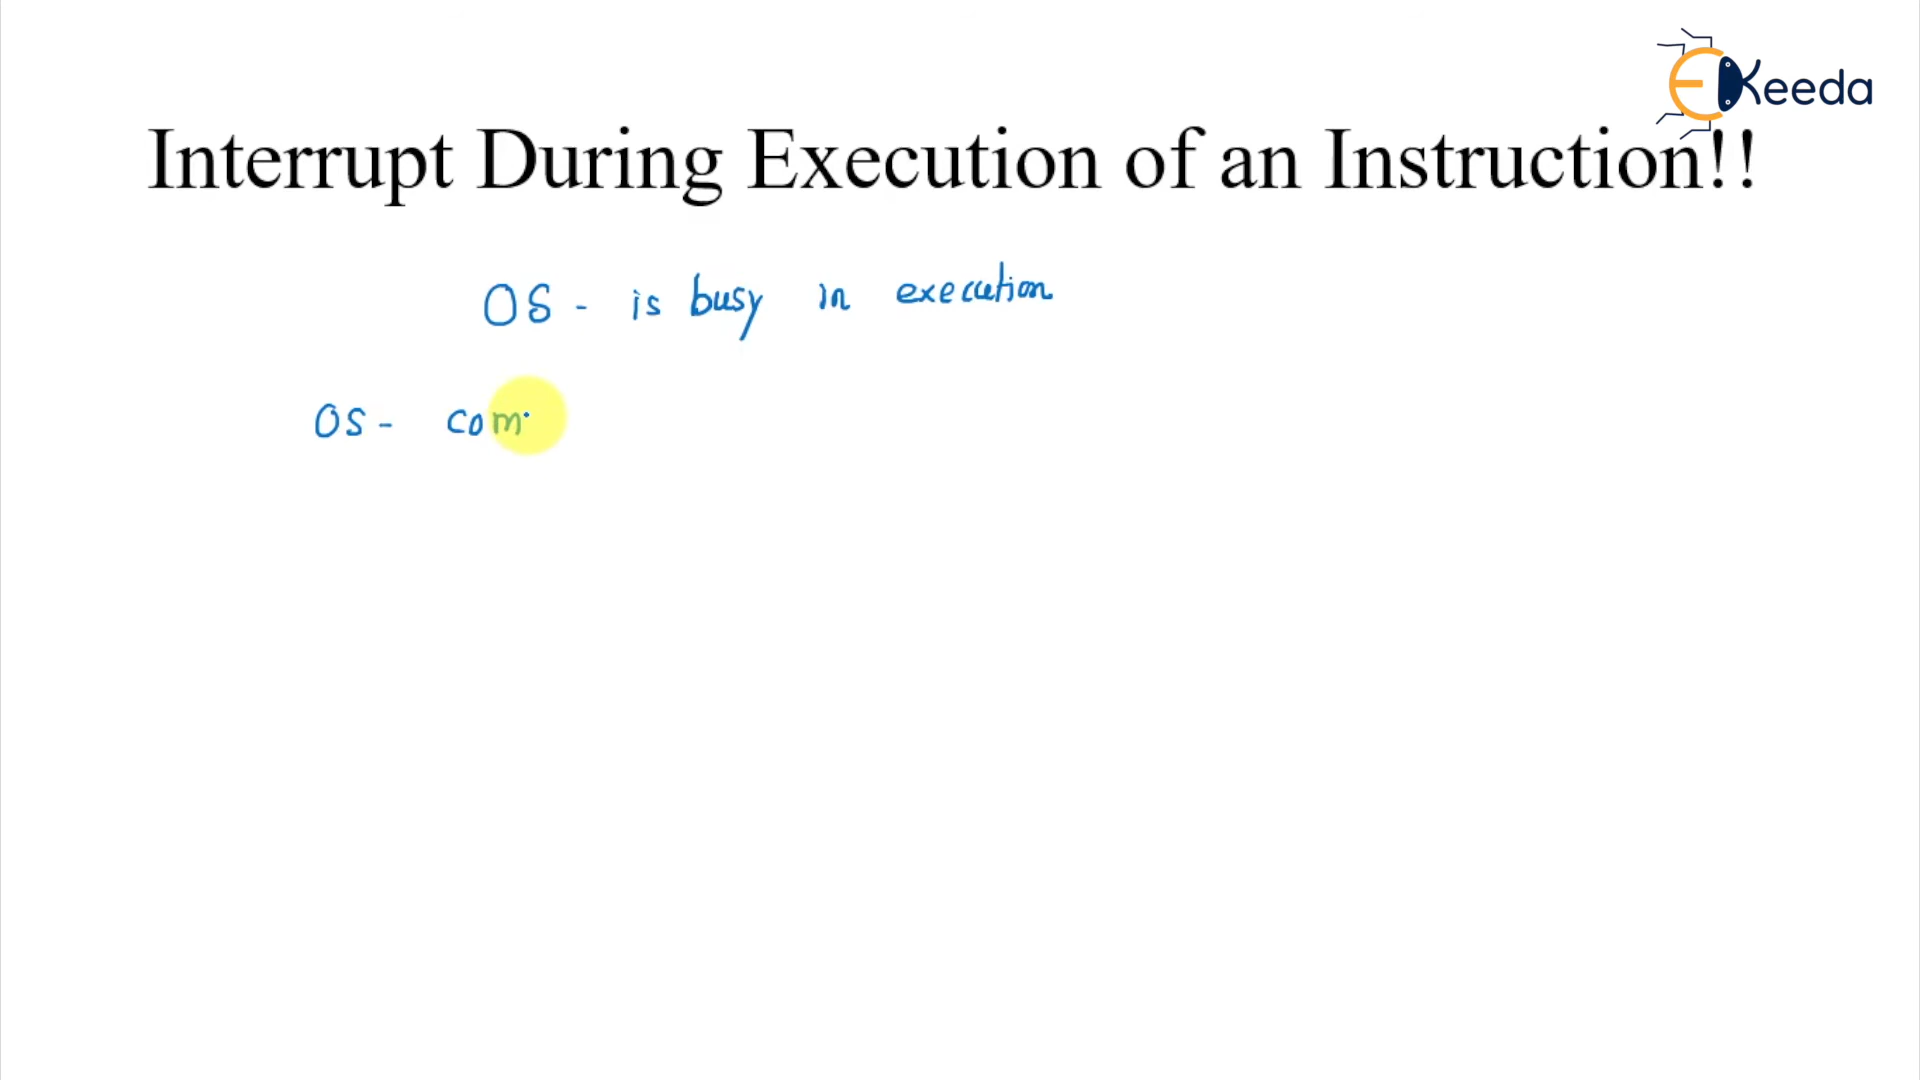 EKeeda
Interrupt During Execution of an Instruction!!
OS - is busy in execution
OS - com